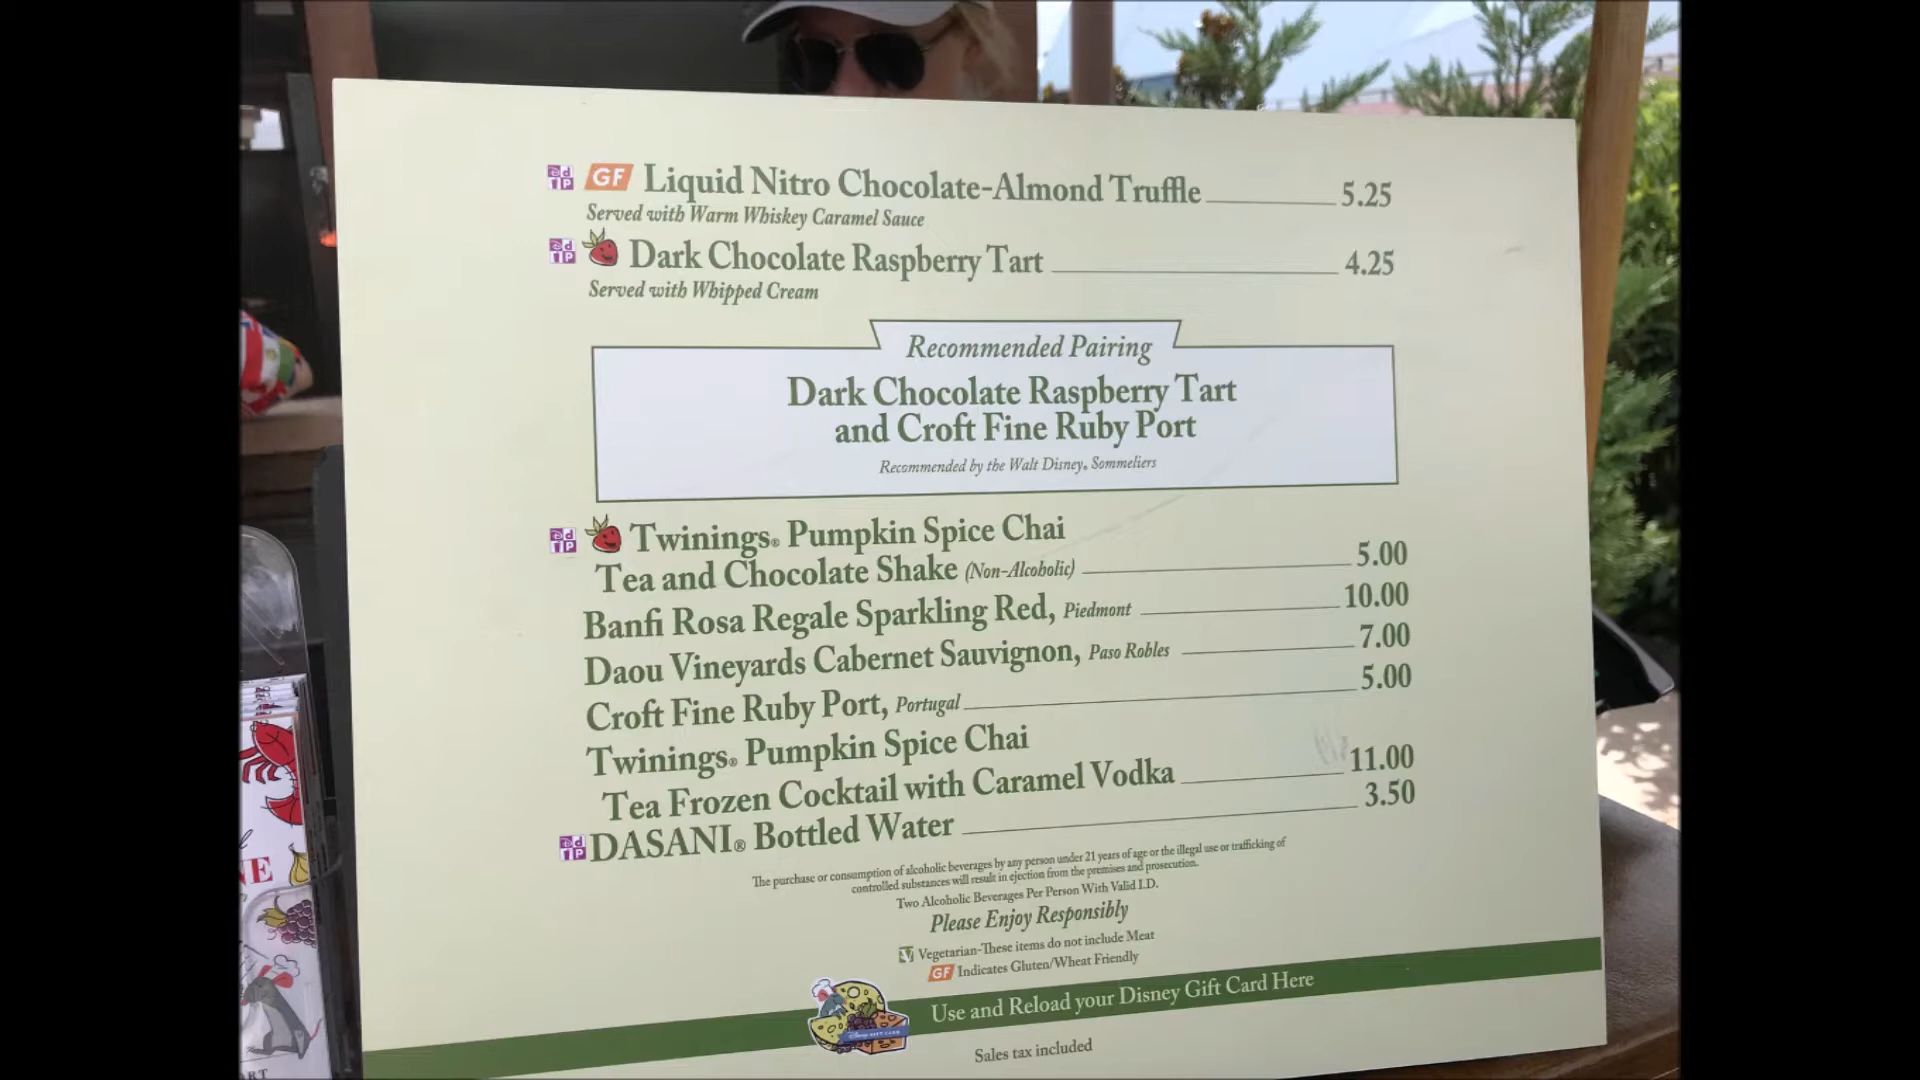 GF Liquid Nitro Chocolate-Almond Truffle 5.25
Served with Warm Whiskey Caramel Sauce
Dark Chocolate Raspberry Tart 4.25
Served with Whipped Cream
Recommended Pairing
Dark Chocolate Raspberry Tart
and Croft Fine Ruby Port
Recommended by the Walt Disney® Sommeliers
Twinings® Pumpkin Spice Chai
Tea and Chocolate Shake (Non-Alcoholic) 5.00
Banfi Rosa Regale Sparkling Red, Piedmont 10.00
Daou Vineyards Cabernet Sauvignon, Paso Robles 7.00
Croft Fine Ruby Port, Portugal 5.00
Twinings® Pumpkin Spice Chai
Tea Frozen Cocktail with Caramel Vodka 11.00
DASANI® Bottled Water 3.50
The purchase or consumption of alcoholic beverages by any person under 21 years of age or the illegal use or trafficking of
controlled substances will result in ejection from the premises and prosecution.
Two Alcoholic Beverages Per Person With Valid I.D.
Please Enjoy Responsibly
V Vegetarian-These items do not include Meat
GF Indicates Gluten/Wheat Friendly
Use and Reload your Disney Gift Card Here
Sales tax included